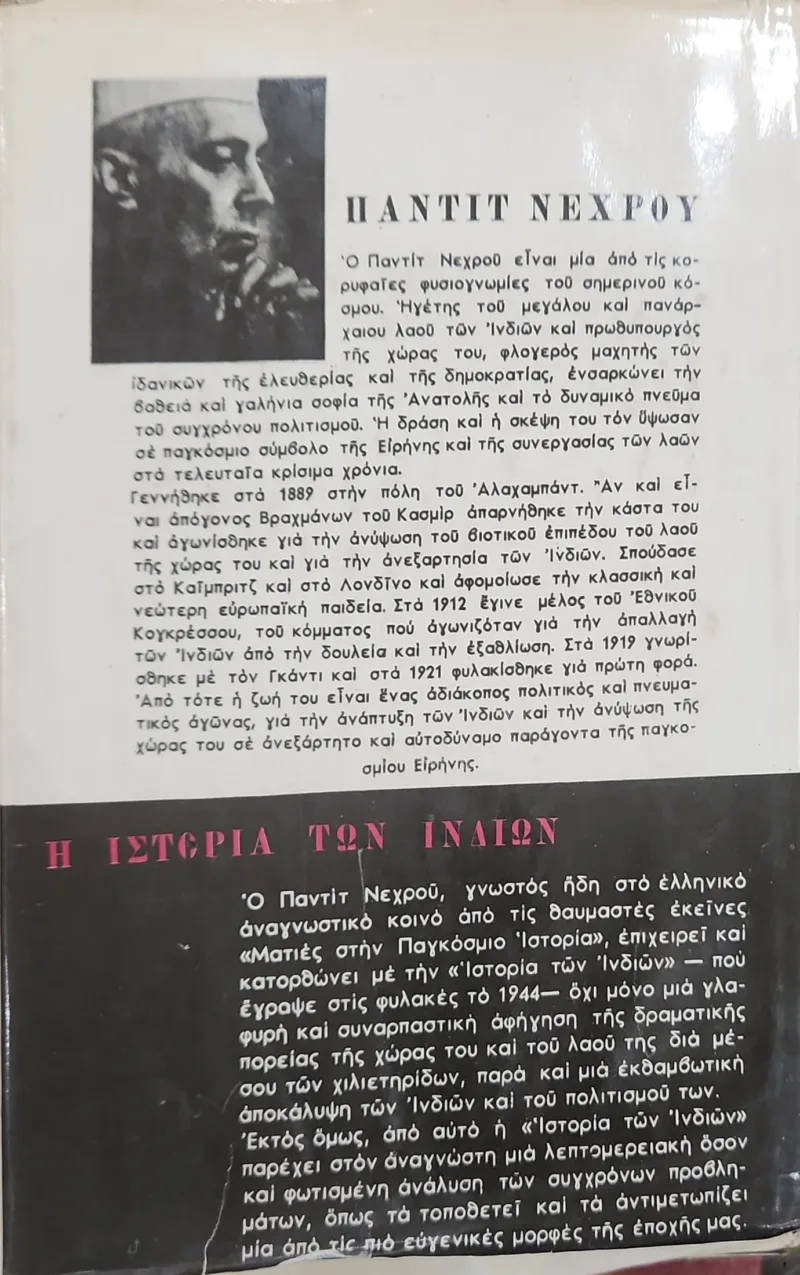 ΠΑΝΤΙΤ ΝΕΧΡΟΥ
Ὁ Παντὶτ Νεχροῦ εἶναι μία ἀπὸ τὶς κο-
ρυφαῖες φυσιογνωμίες τοῦ σημερινοῦ κό-
σμου. Ἡγέτης τοῦ μεγάλου καὶ πανάρ-
χαιου λαοῦ τῶν Ἰνδιῶν καὶ πρωθυπουργός
τῆς χώρας του, φλογερὸς μαχητὴς τῶν
ἰδανικῶν τῆς ἐλευθερίας καὶ τῆς δημοκρατίας, ἐνσαρκώνει τὴν
βαθειὰ καὶ γαλήνια σοφία τῆς Ἀνατολῆς καὶ τὸ δυναμικὸ πνεῦμα
τοῦ συγχρόνου πολιτισμοῦ. Ἡ δράση καὶ ἡ σκέψη του τὸν ὕψωσαν
σὲ παγκόσμιο σύμβολο τῆς Εἰρήνης καὶ τῆς συνεργασίας τῶν λαῶν
στὰ τελευταῖα κρίσιμα χρόνια.
Γεννήθηκε στὰ 1889 στὴν πόλη τοῦ Ἀλαχαμπάντ. Ἂν καὶ εἶ-
ναι ἀπόγονος Βραχμάνων τοῦ Κασμὶρ ἀπαρνήθηκε τὴν κάστα του
καὶ ἀγωνίσθηκε γιὰ τὴν ἀνύψωση τοῦ βιοτικοῦ ἐπιπέδου τοῦ λαοῦ
τῆς χώρας του καὶ γιὰ τὴν ἀνεξαρτησία τῶν Ἰνδιῶν. Σπούδασε
στὸ Καῖμπριτζ καὶ στὸ Λονδῖνο καὶ ἀφομοίωσε τὴν κλασσικὴ καὶ
νεώτερη εὐρωπαϊκὴ παιδεία. Στὰ 1912 ἔγινε μέλος τοῦ Ἐθνικοῦ
Κογκρέσσου, τοῦ κόμματος ποὺ ἀγωνιζόταν γιὰ τὴν ἀπαλλαγὴ
τῶν Ἰνδιῶν ἀπὸ τὴν δουλεία καὶ τὴν ἐξαθλίωση. Στὰ 1919 γνωρί-
σθηκε μὲ τὸν Γκάντι καὶ στὰ 1921 φυλακίσθηκε γιὰ πρώτη φορά.
Ἀπὸ τότε ἡ ζωή του εἶναι ἕνας ἀδιάκοπος πολιτικὸς καὶ πνευμα-
τικὸς ἀγῶνας, γιὰ τὴν ἀνάπτυξη τῶν Ἰνδιῶν καὶ τὴν ἀνύψωση τῆς
χώρας του σὲ ἀνεξάρτητο καὶ αὐτοδύναμο παράγοντα τῆς παγκο-
σμίου Εἰρήνης.
Η ΙΣΤΟΡΙΑ ΤΩΝ ΙΝΔΙΩΝ
Ὁ Παντὶτ Νεχροῦ, γνωστὸς ἤδη στὸ ἑλληνικὸ
ἀναγνωστικὸ κοινὸ ἀπὸ τὶς θαυμαστὲς ἐκεῖνες
«Ματιὲς στὴν Παγκόσμιο Ἱστορία», ἐπιχειρεῖ καὶ
κατορθώνει μὲ τὴν «Ἱστορία τῶν Ἰνδιῶν» — ποὺ
ἔγραψε στὶς φυλακὲς τὸ 1944— ὄχι μόνο μιὰ γλα-
φυρὴ καὶ συναρπαστικὴ ἀφήγηση τῆς δραματικῆς
πορείας τῆς χώρας του καὶ τοῦ λαοῦ της διὰ μέ-
σου τῶν χιλιετηρίδων, παρὰ καὶ μιὰ ἐκθαμβωτικὴ
ἀποκάλυψη τῶν Ἰνδιῶν καὶ τοῦ πολιτισμοῦ των.
Ἐκτὸς ὅμως, ἀπὸ αὐτὸ ἡ «Ἱστορία τῶν Ἰνδιῶν»
παρέχει στὸν ἀναγνώστη μιὰ λεπτομερειακὴ ὅσον
καὶ φωτισμένη ἀνάλυση τῶν συγχρόνων προβλη-
μάτων, ὅπως τὰ τοποθετεῖ καὶ τὰ ἀντιμετωπίζει
μία ἀπὸ τὶς πιὸ εὐγενικὲς μορφὲς τῆς ἐποχῆς μας.